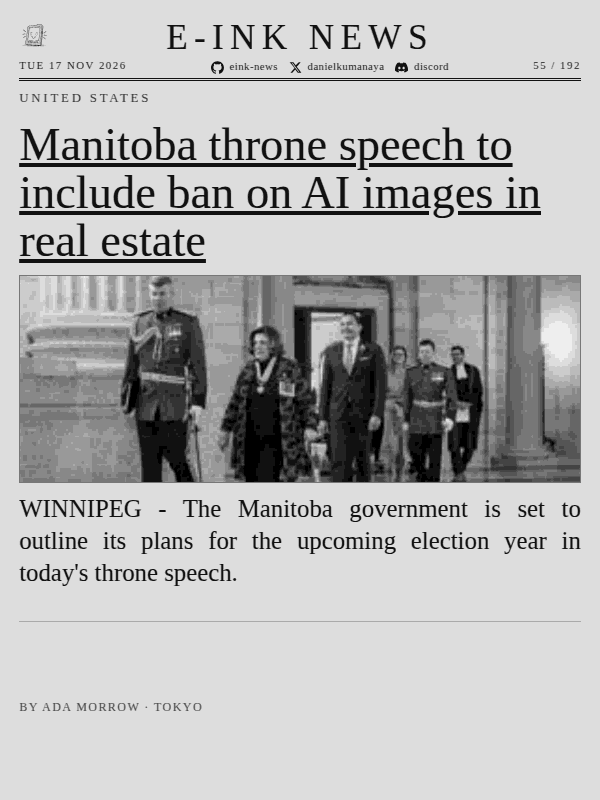 E-INK NEWS
TUE 17 NOV 2026
eink-news danielkumanaya discord
55 / 192
UNITED STATES
Manitoba throne speech to
include ban on AI images in
real estate
WINNIPEG - The Manitoba government is set to
outline its plans for the upcoming election year in
today's throne speech.
BY ADA MORROW · TOKYO